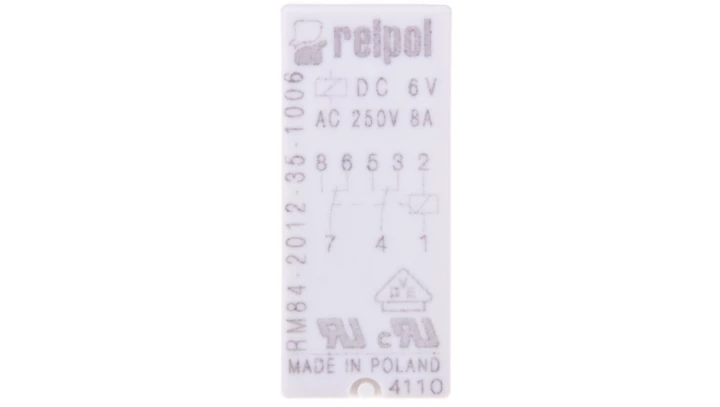 relpol
DC 6V
AC 250V 8A
RM84-2012-35-1006
8 6 5 3 2
7 4 1
VDE
MADE IN POLAND
4110